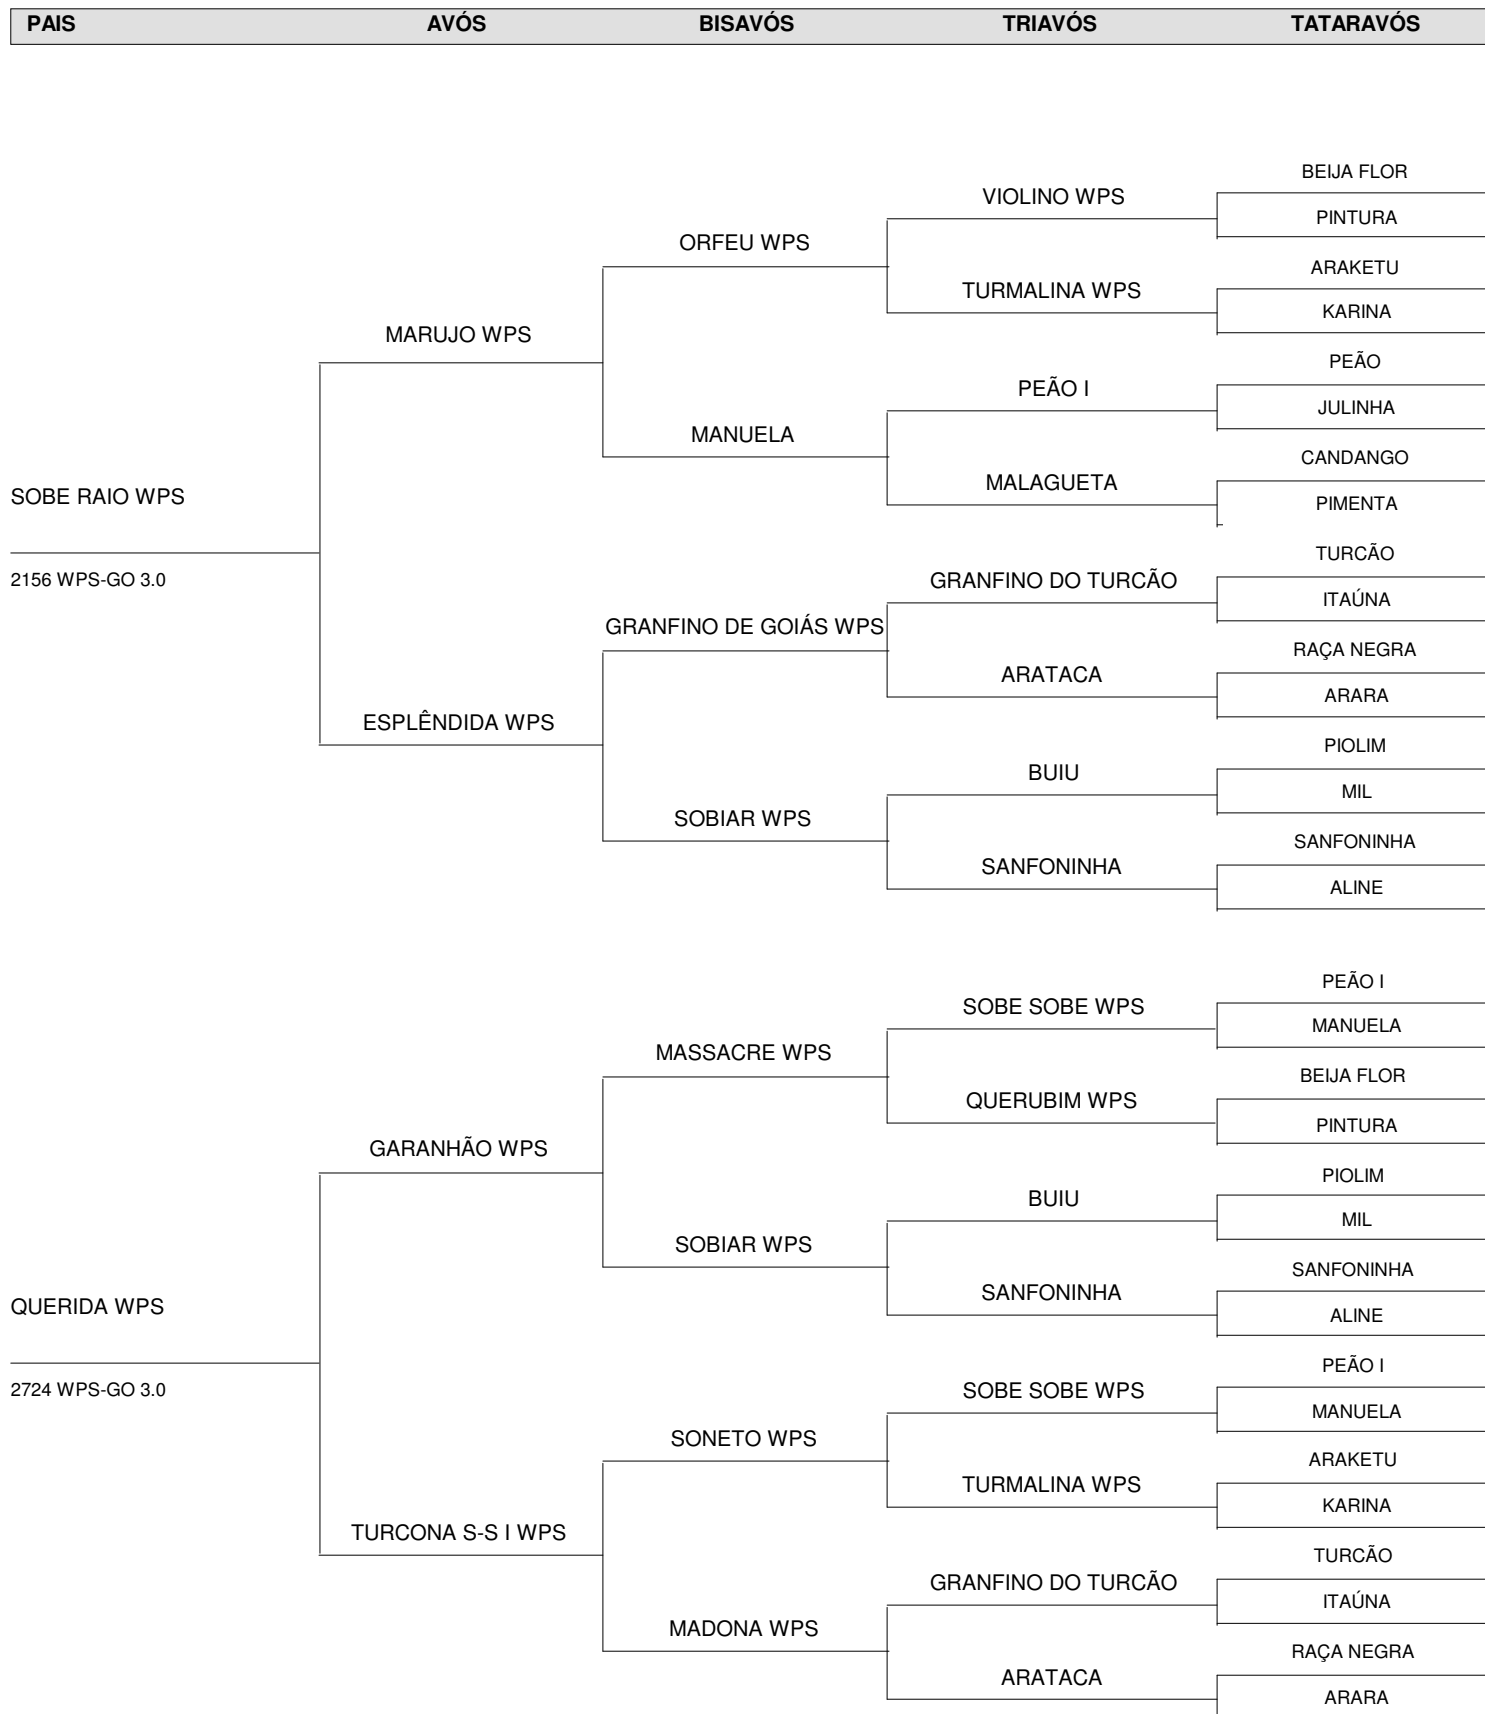 PAIS AVÓS BISAVÓS TRIAVÓS TATARAVÓS
BEIJA FLOR
VIOLINO WPS
PINTURA
ORFEU WPS
ARAKETU
TURMALINA WPS
KARINA
MARUJO WPS
PEÃO
PEÃO I
JULINHA
MANUELA
CANDANGO
MALAGUETA
PIMENTA
SOBE RAIO WPS
2156 WPS-GO 3.0
TURCÃO
GRANFINO DO TURCÃO
ITAÚNA
GRANFINO DE GOIÁS WPS
RAÇA NEGRA
ARATACA
ARARA
ESPLÊNDIDA WPS
PIOLIM
BUIU
MIL
SOBIAR WPS
SANFONINHA
SANFONINHA
ALINE
PEÃO I
SOBE SOBE WPS
MANUELA
MASSACRE WPS
BEIJA FLOR
QUERUBIM WPS
PINTURA
GARANHÃO WPS
PIOLIM
BUIU
MIL
SOBIAR WPS
SANFONINHA
SANFONINHA
ALINE
QUERIDA WPS
2724 WPS-GO 3.0
PEÃO I
SOBE SOBE WPS
MANUELA
SONETO WPS
ARAKETU
TURMALINA WPS
KARINA
TURCONA S-S I WPS
TURCÃO
GRANFINO DO TURCÃO
ITAÚNA
MADONA WPS
RAÇA NEGRA
ARATACA
ARARA